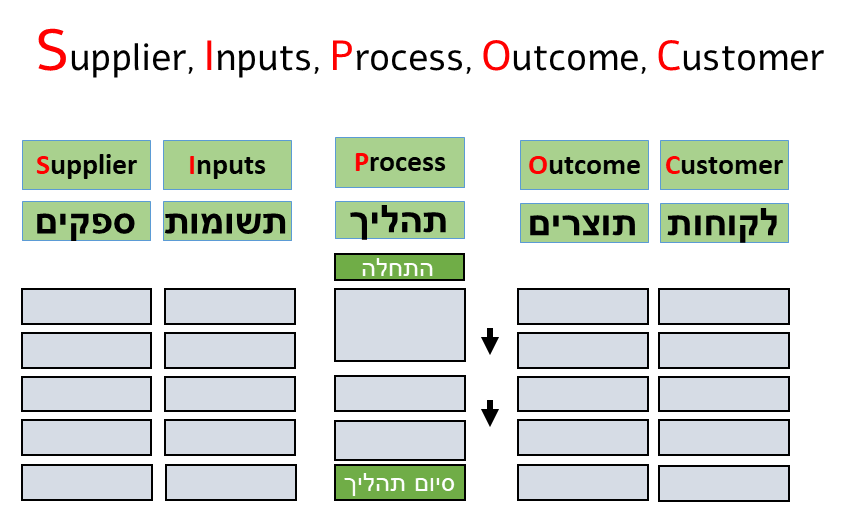 Supplier, Inputs, Process, Outcome, Customer
Supplier
Inputs
Process
Outcome
Customer
ספקים
תשומות
תהליך
תוצרים
לקוחות
התחלה
סיום תהליך